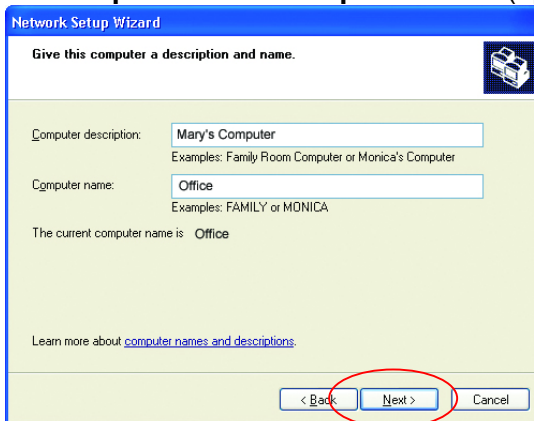 Network Setup Wizard
Give this computer a description and name.
Computer description: Mary's Computer
Examples: Family Room Computer or Monica's Computer
Computer name: Office
Examples: FAMILY or MONICA
The current computer name is Office
Learn more about computer names and descriptions.
< Back Next > Cancel